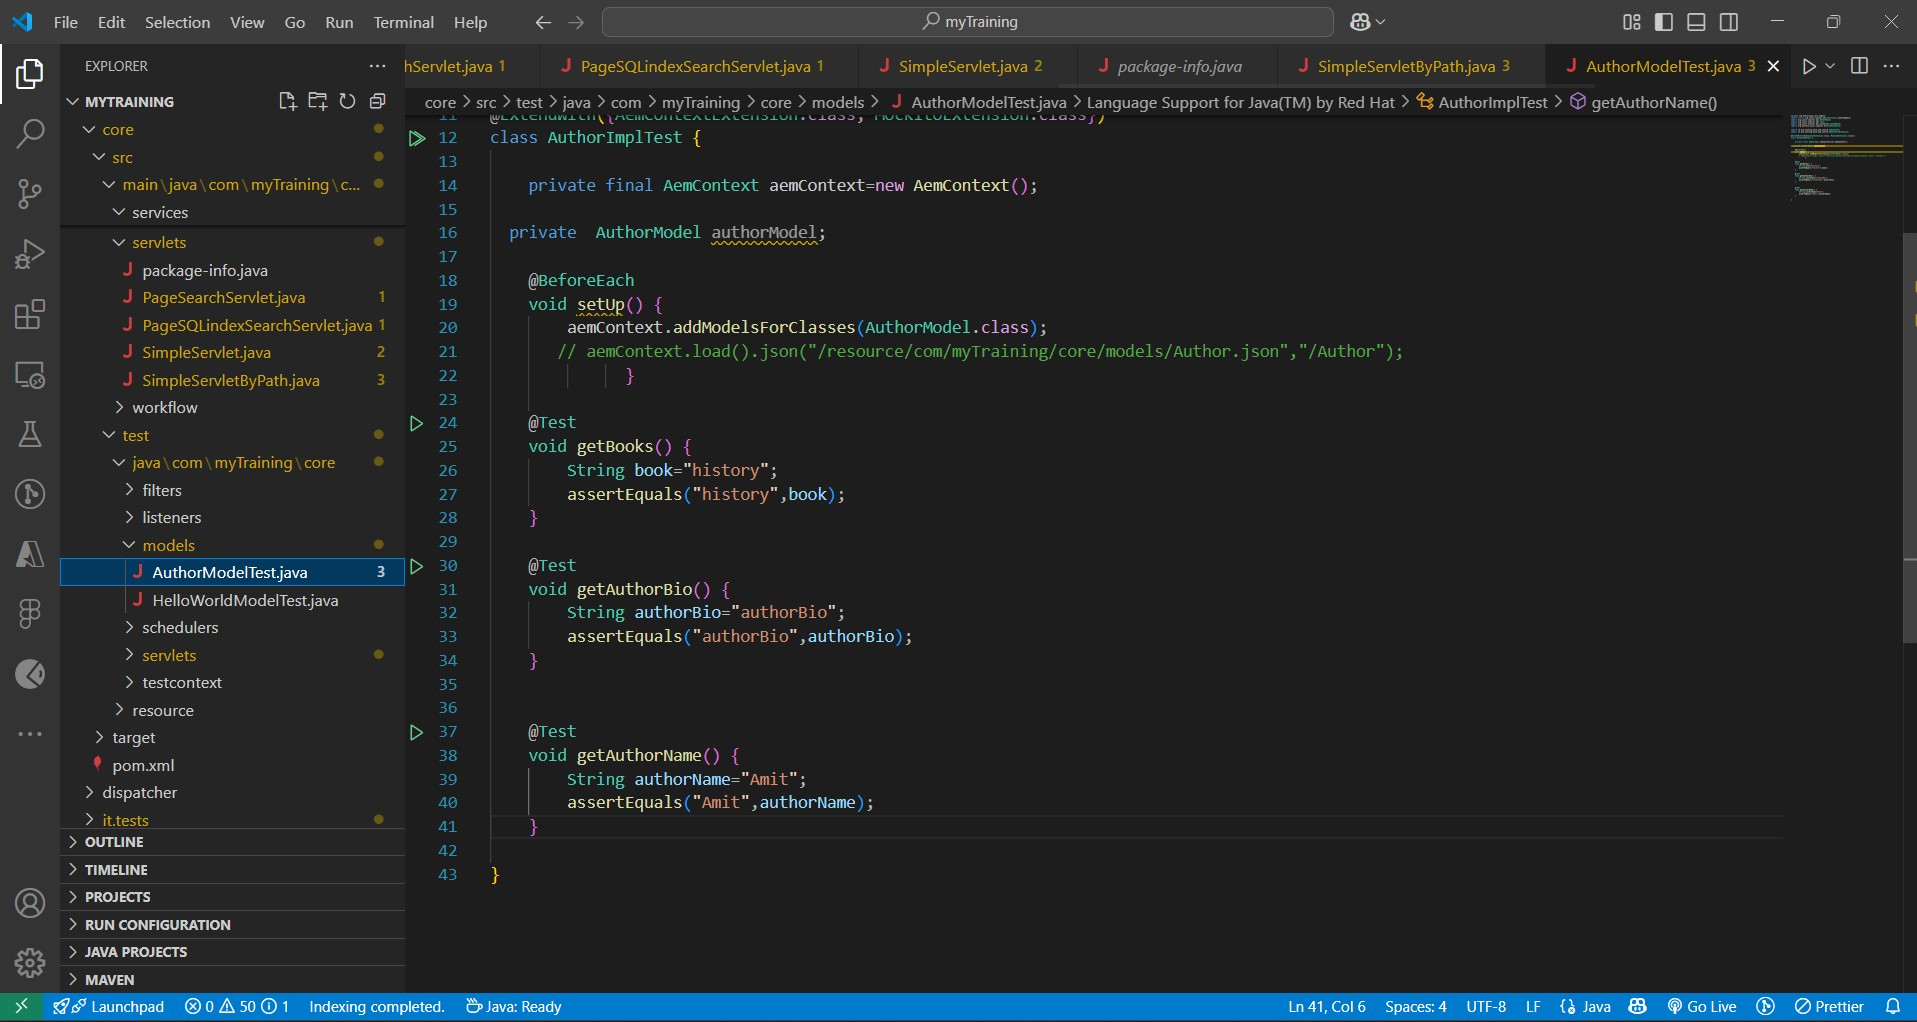 File Edit Selection View Go Run Terminal Help
myTraining
EXPLORER
hServlet.java 1
PageSQLindexSearchServlet.java 1
SimpleServlet.java 2
package-info.java
SimpleServletByPath.java 3
AuthorModelTest.java 3
core > src > test > java > com > myTraining > core > models > AuthorModelTest.java > Language Support for Java(TM) by Red Hat > AuthorImplTest > getAuthorName()
MYTRAINING
core
src
main\java\com\myTraining\c...
services
servlets
package-info.java
PageSearchServlet.java 1
PageSQLindexSearchServlet.java 1
SimpleServlet.java 2
SimpleServletByPath.java 3
workflow
test
java\com\myTraining\core
filters
listeners
models
AuthorModelTest.java 3
HelloWorldModelTest.java
schedulers
servlets
testcontext
resource
target
pom.xml
dispatcher
it.tests
OUTLINE
TIMELINE
PROJECTS
RUN CONFIGURATION
JAVA PROJECTS
MAVEN
11 @ExtendWith({AemContextExtension.class, MockitoExtension.class})
12 class AuthorImplTest {
13
14 private final AemContext aemContext=new AemContext();
15
16 private  AuthorModel authorModel;
17
18 @BeforeEach
19 void setUp() {
20 aemContext.addModelsForClasses(AuthorModel.class);
21 // aemContext.load().json("/resource/com/myTraining/core/models/Author.json","/Author");
22 }
23
24 @Test
25 void getBooks() {
26 String book="history";
27 assertEquals("history",book);
28 }
29
30 @Test
31 void getAuthorBio() {
32 String authorBio="authorBio";
33 assertEquals("authorBio",authorBio);
34 }
35
36
37 @Test
38 void getAuthorName() {
39 String authorName="Amit";
40 assertEquals("Amit",authorName);
41 }
42
43 }
Launchpad 0 50 1 Indexing completed. Java: Ready Ln 41, Col 6 Spaces: 4 UTF-8 LF Java Go Live Prettier